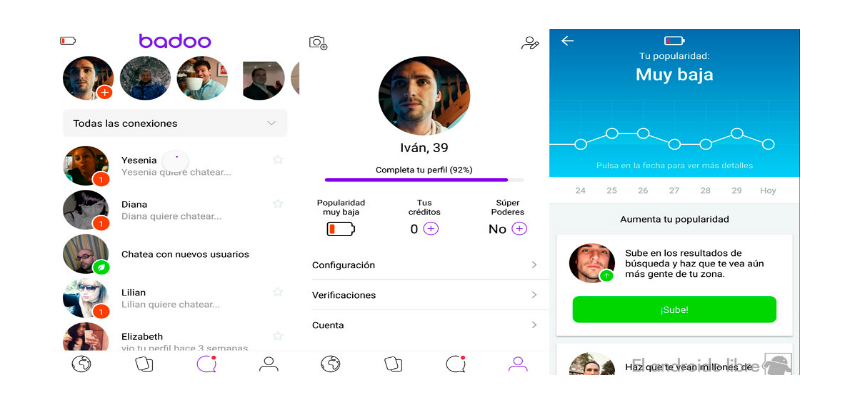 badoo
Todas las conexiones
Yesenia
Yesenia quiere chatear...
1
Diana
Diana quiere chatear...
1
Chatea con nuevos usuarios
Lilian
Lilian quiere chatear...
1
Elizabeth
vio tu perfil hace 3 semanas
Iván, 39
Completa tu perfil (92%)
Popularidad
muy baja
Tus
créditos
0
Súper
Poderes
No
Configuración
Verificaciones
Cuenta
Tu popularidad:
Muy baja
Pulsa en la fecha para ver más detalles
24 25 26 27 28 29 Hoy
Aumenta tu popularidad
Sube en los resultados de
búsqueda y haz que te vea aún
más gente de tu zona.
¡Sube!
Haz que te vean millones de
El androide libre